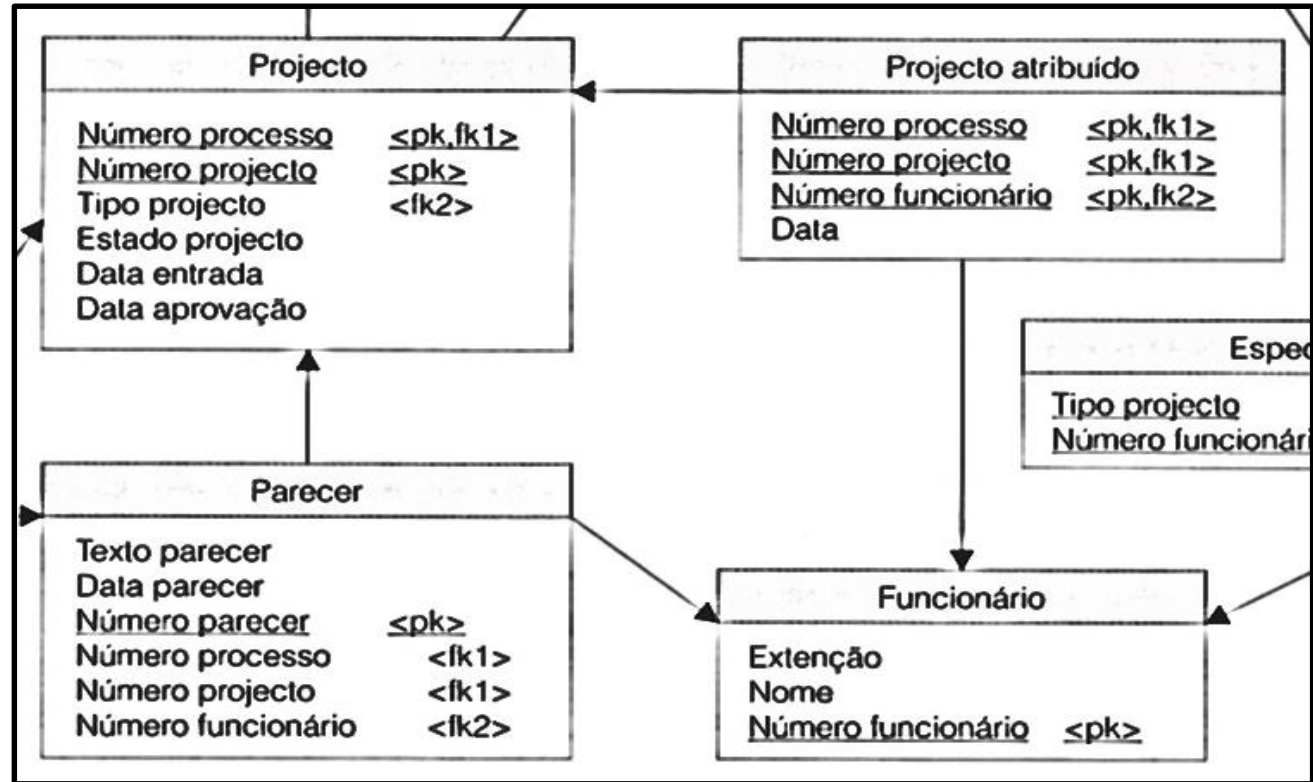 Projecto
Número processo <pk,fk1>
Número projecto <pk>
Tipo projecto <fk2>
Estado projecto
Data entrada
Data aprovação
Projecto atribuído
Número processo <pk,fk1>
Número projecto <pk,fk1>
Número funcionário <pk,fk2>
Data
Espec
Tipo projecto
Número funcionári
Parecer
Texto parecer
Data parecer
Número parecer <pk>
Número processo <fk1>
Número projecto <fk1>
Número funcionário <fk2>
Funcionário
Extenção
Nome
Número funcionário <pk>